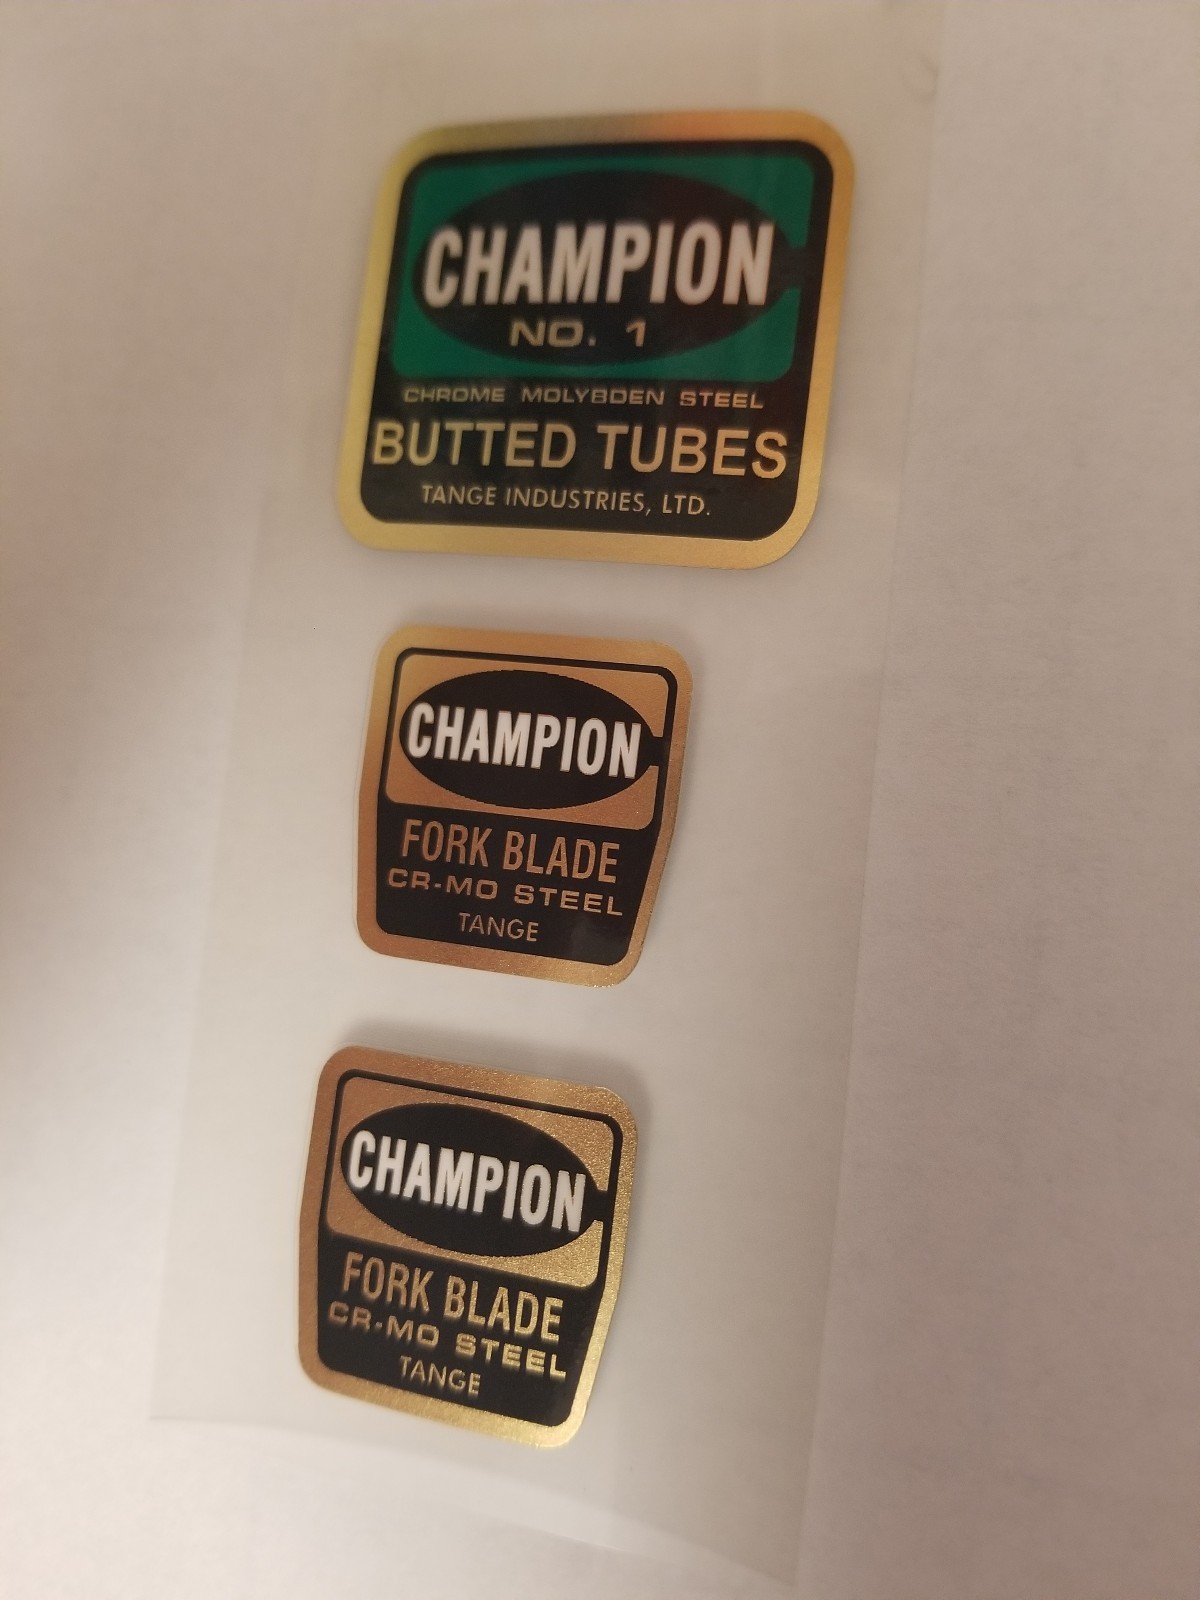 CHAMPION
NO. 1
CHROME MOLYBDEN STEEL
BUTTED TUBES
TANGE INDUSTRIES, LTD.
CHAMPION
FORK BLADE
CR-MO STEEL
TANGE
CHAMPION
FORK BLADE
CR-MO STEEL
TANGE